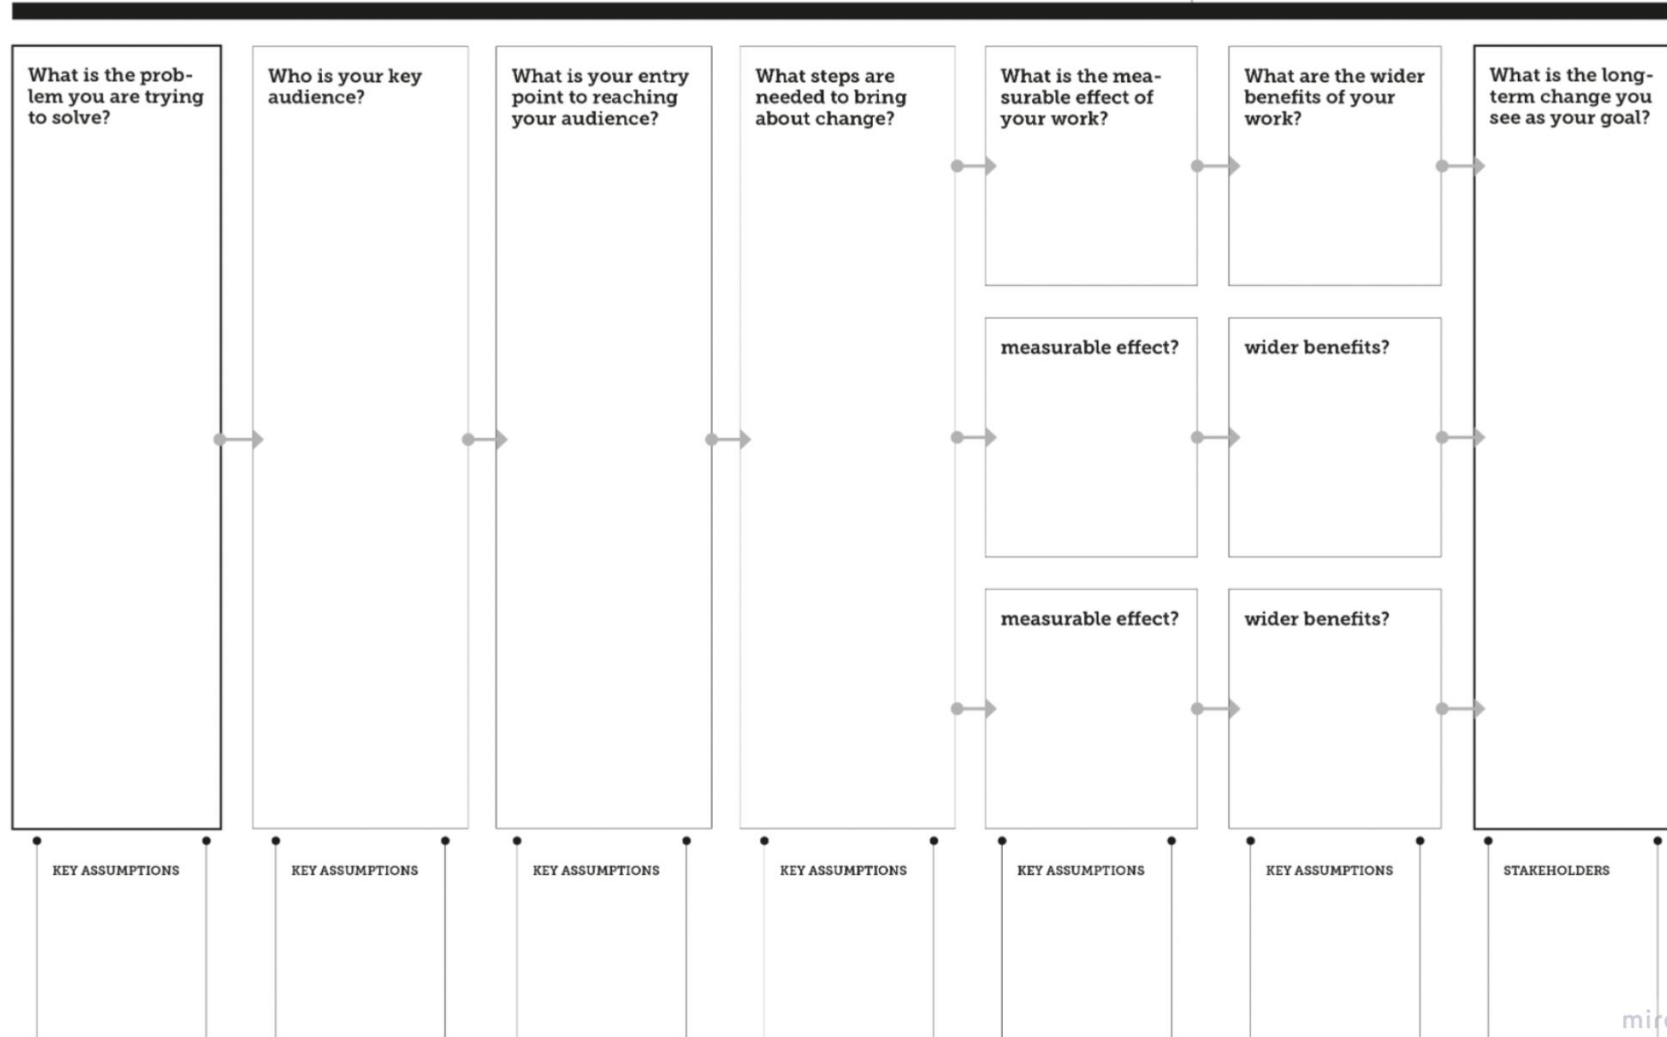 What is the prob-
lem you are trying
to solve?
Who is your key
audience?
What is your entry
point to reaching
your audience?
What steps are
needed to bring
about change?
What is the mea-
surable effect of
your work?
What are the wider
benefits of your
work?
What is the long-
term change you
see as your goal?
measurable effect?
wider benefits?
measurable effect?
wider benefits?
KEY ASSUMPTIONS
KEY ASSUMPTIONS
KEY ASSUMPTIONS
KEY ASSUMPTIONS
KEY ASSUMPTIONS
KEY ASSUMPTIONS
STAKEHOLDERS